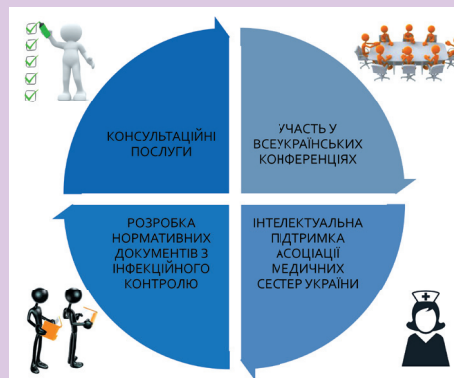 КОНСУЛЬТАЦІЙНІ
ПОСЛУГИ
УЧАСТЬ У
ВСЕУКРАЇНСЬКИХ
КОНФЕРЕНЦІЯХ
РОЗРОБКА
НОРМАТИВНИХ
ДОКУМЕНТІВ З
ІНФЕКЦІЙНОГО
КОНТРОЛЮ
ІНТЕЛЕКТУАЛЬНА
ПІДТРИМКА
АСОЦІАЦІЇ
МЕДИЧНИХ
СЕСТЕР УКРАЇНИ